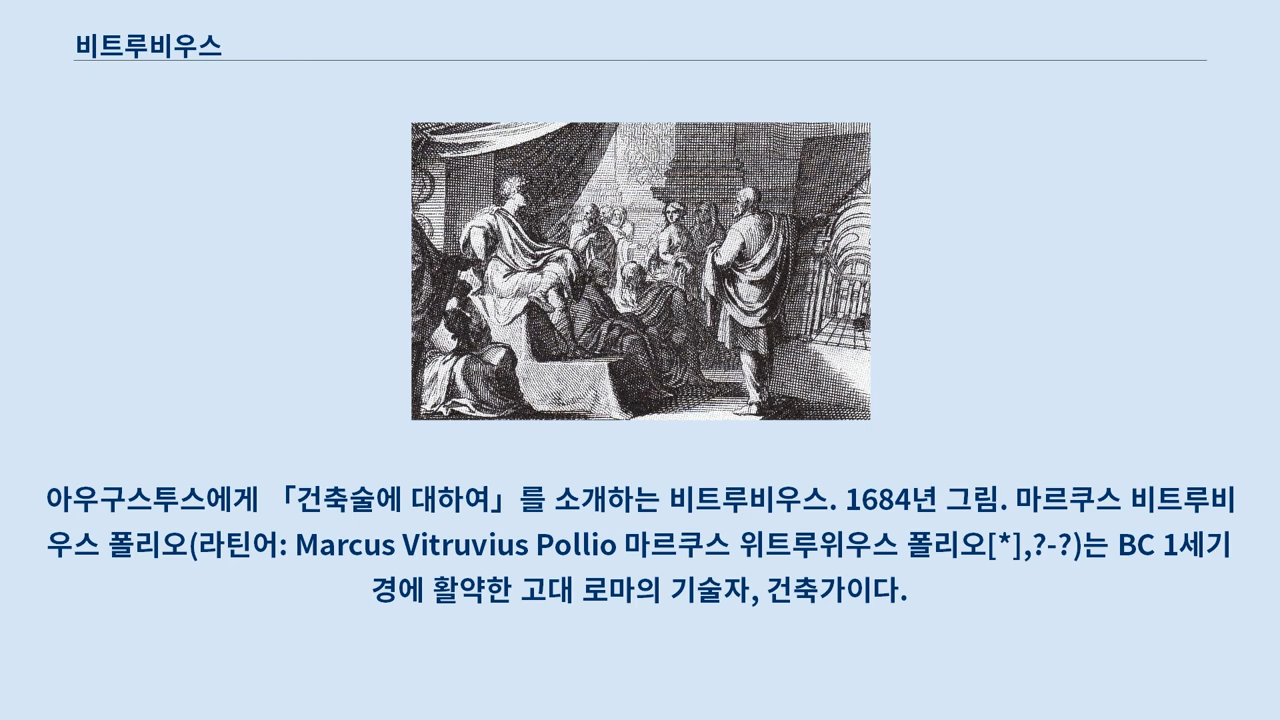 비트루비우스
아우구스투스에게 「건축술에 대하여」를 소개하는 비트루비우스. 1684년 그림. 마르쿠스 비트루비
우스 폴리오(라틴어: Marcus Vitruvius Pollio 마르쿠스 위트루위우스 폴리오[*],?-?)는 BC 1세기
경에 활약한 고대 로마의 기술자, 건축가이다.